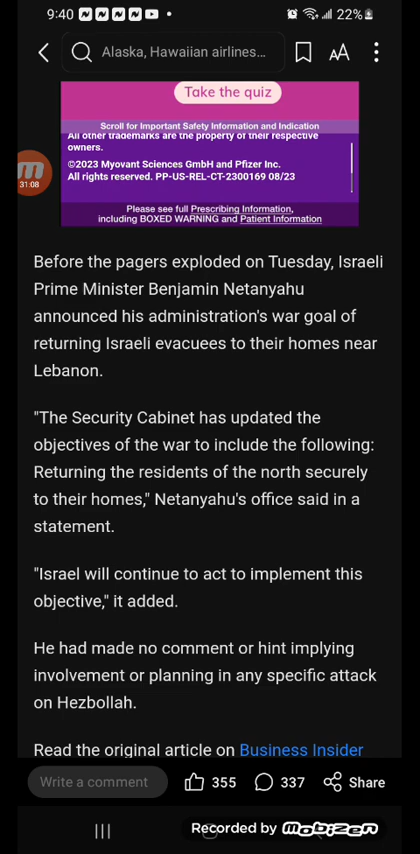 9:40
22%
Alaska, Hawaiian airlines...
AA
Take the quiz
Scroll for Important Safety Information and Indication
All other trademarks are the property of their respective
owners.
©2023 Myovant Sciences GmbH and Pfizer Inc.
All rights reserved. PP-US-REL-CT-2300169 08/23
31:08
Please see full Prescribing Information,
including BOXED WARNING and Patient Information
Before the pagers exploded on Tuesday, Israeli
Prime Minister Benjamin Netanyahu
announced his administration's war goal of
returning Israeli evacuees to their homes near
Lebanon.
"The Security Cabinet has updated the
objectives of the war to include the following:
Returning the residents of the north securely
to their homes," Netanyahu's office said in a
statement.
"Israel will continue to act to implement this
objective," it added.
He had made no comment or hint implying
involvement or planning in any specific attack
on Hezbollah.
Read the original article on Business Insider
Write a comment
355
337
Share
Recorded by mobizen